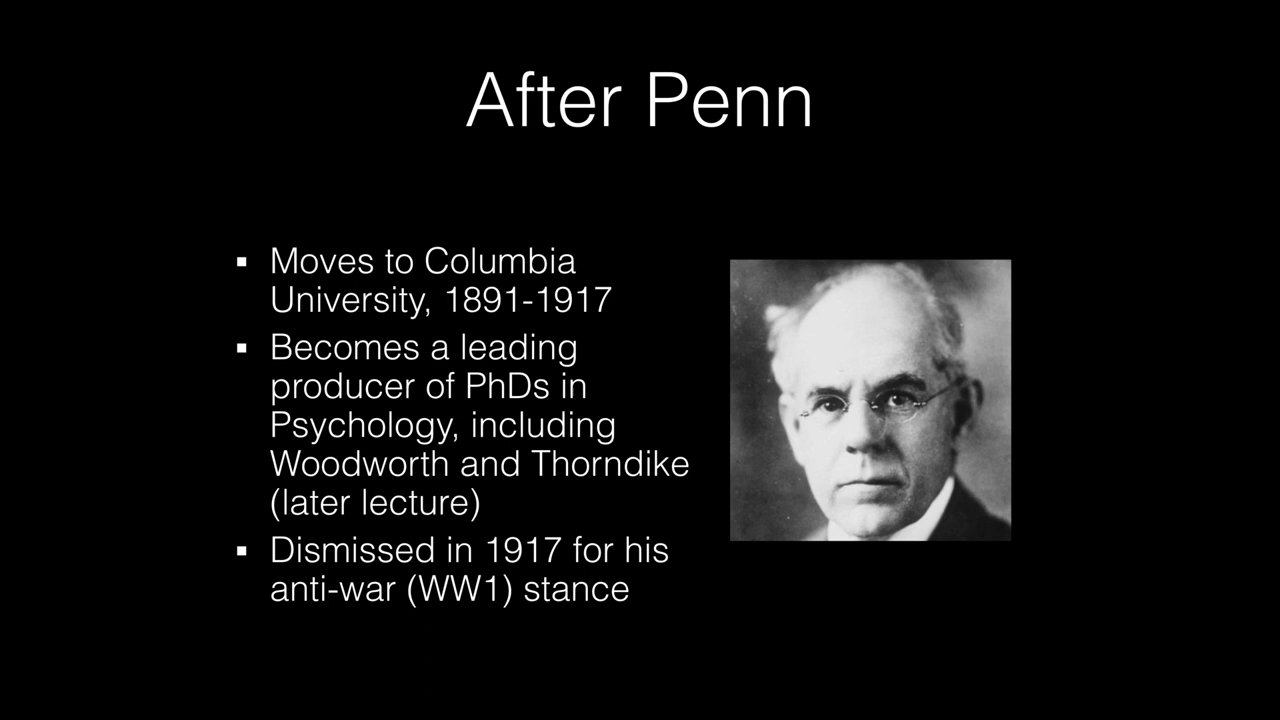 After Penn
▪ Moves to Columbia
University, 1891-1917
▪ Becomes a leading
producer of PhDs in
Psychology, including
Woodworth and Thorndike
(later lecture)
▪ Dismissed in 1917 for his
anti-war (WW1) stance